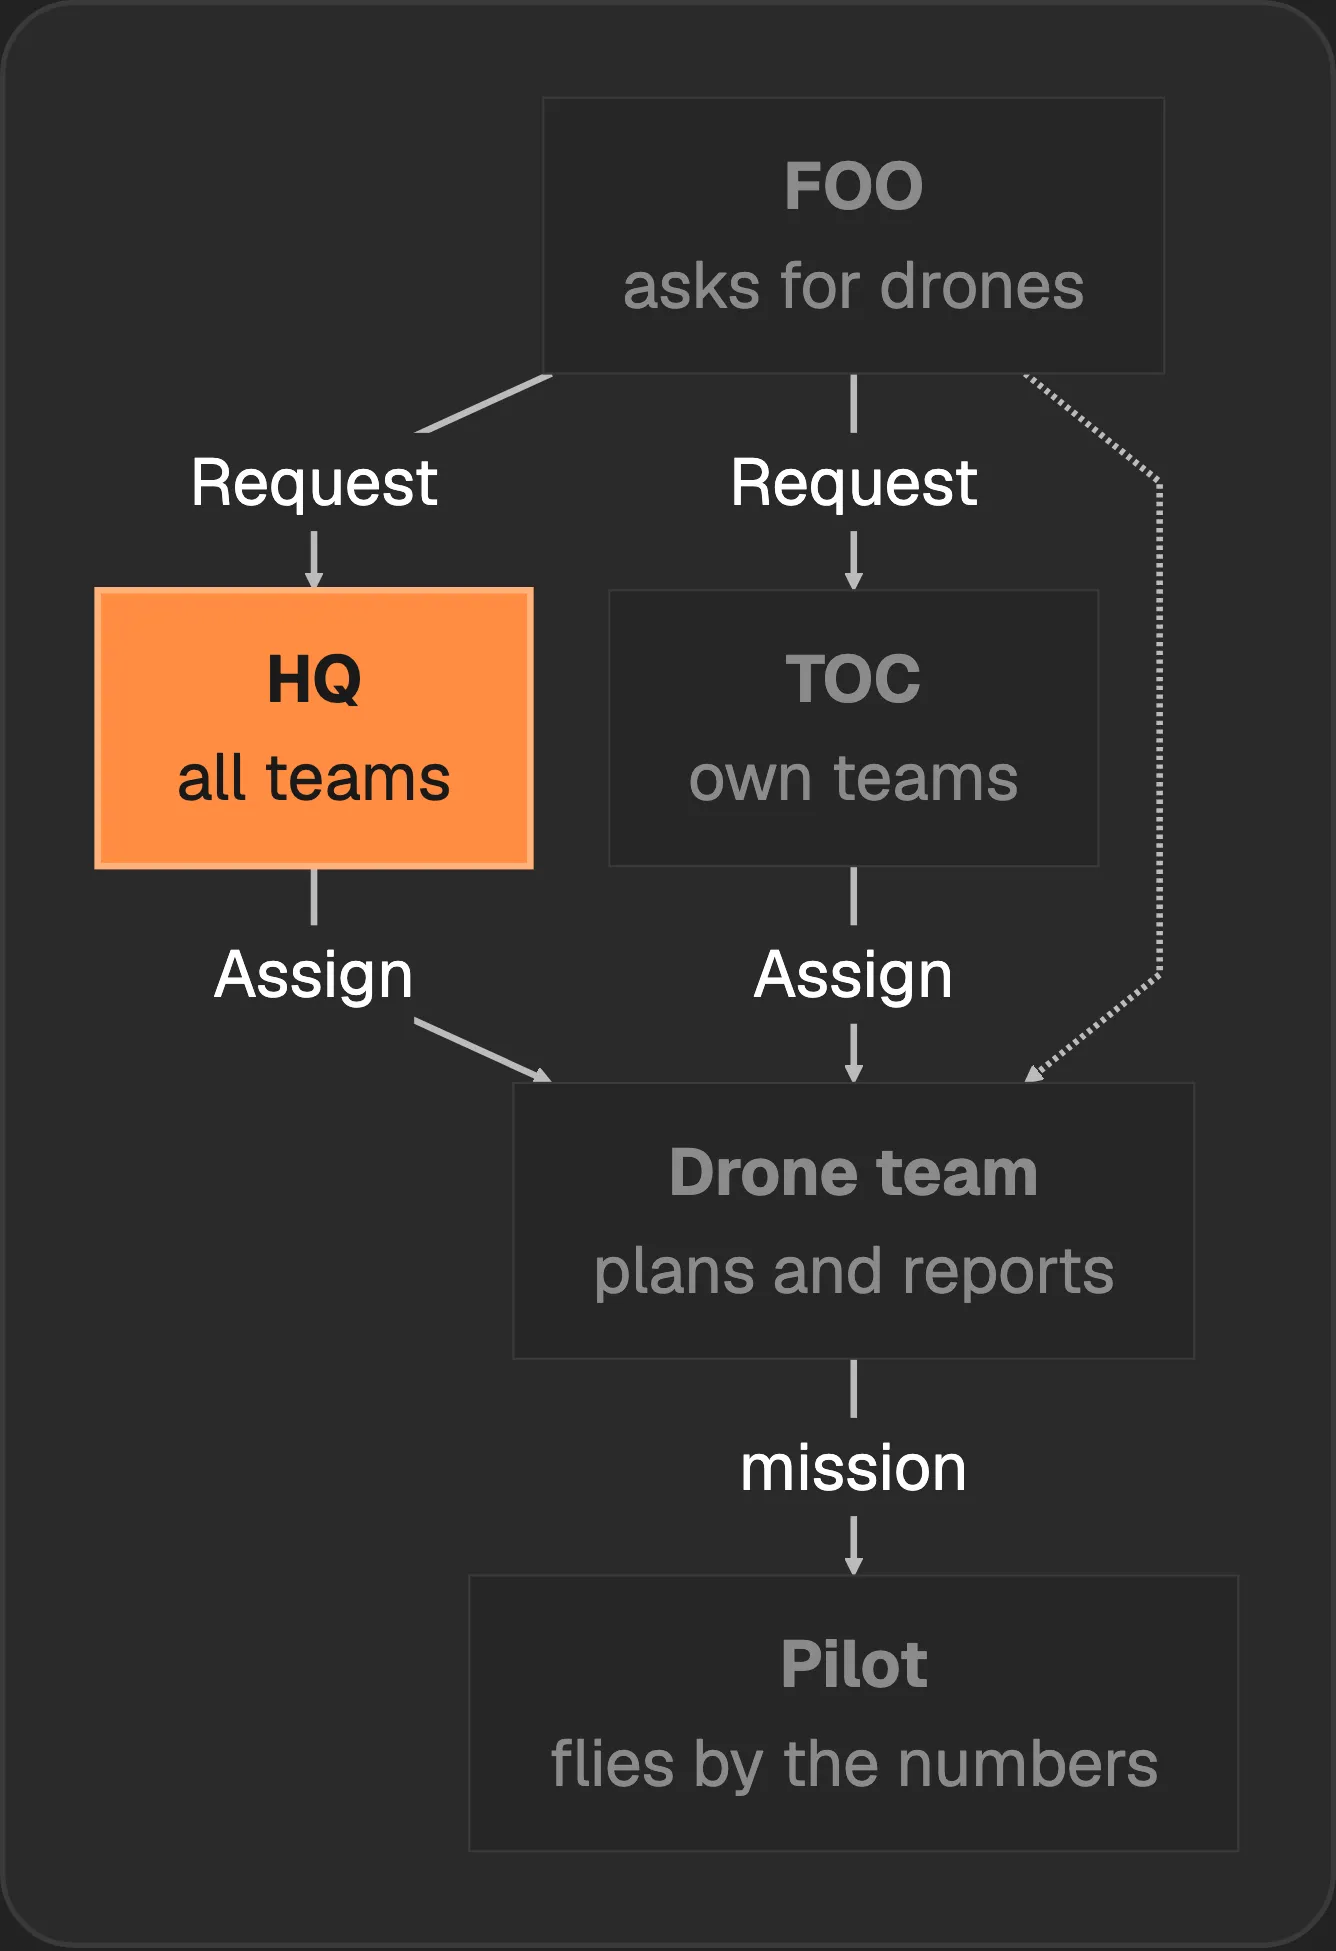 FOO
asks for drones
Request
Request
HQ
all teams
TOC
own teams
Assign
Assign
Drone team
plans and reports
mission
Pilot
flies by the numbers